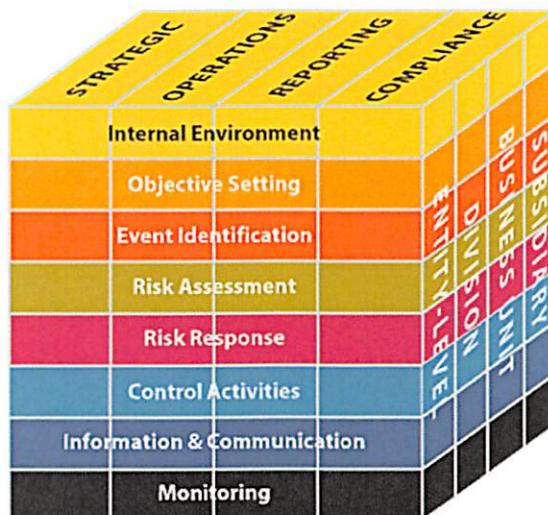 STRATEGIC
OPERATIONS
REPORTING
COMPLIANCE
Internal Environment
Objective Setting
Event Identification
Risk Assessment
Risk Response
Control Activities
Information & Communication
Monitoring
ENTITY-LEVEL
DIVISION
BUSINESS UNIT
SUBSIDIARY